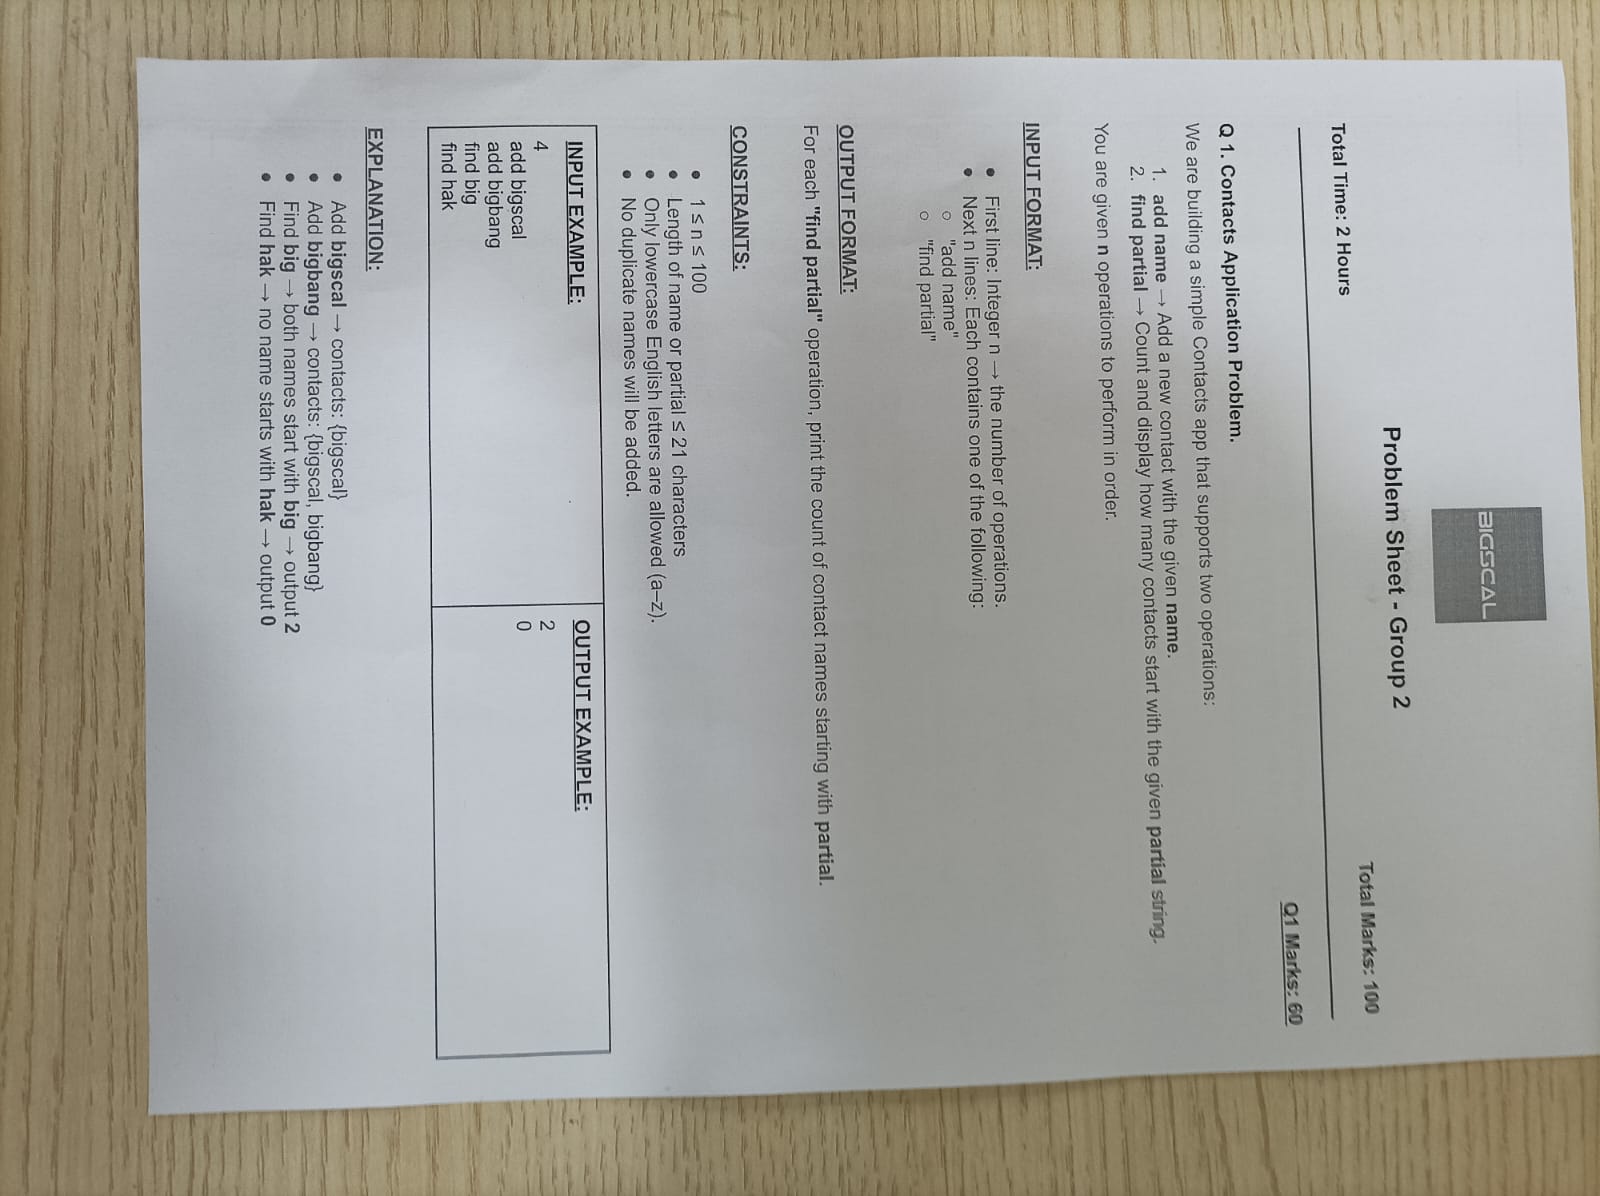 BIGSCAL
Problem Sheet - Group 2
Total Marks: 100
Total Time: 2 Hours
Q1 Marks: 60
Q 1. Contacts Application Problem.
We are building a simple Contacts app that supports two operations:
1. add name → Add a new contact with the given name.
2. find partial → Count and display how many contacts start with the given partial string.
You are given n operations to perform in order.
INPUT FORMAT:
● First line: Integer n → the number of operations.
● Next n lines: Each contains one of the following:
○ "add name"
○ "find partial"
OUTPUT FORMAT:
For each "find partial" operation, print the count of contact names starting with partial.
CONSTRAINTS:
● 1 ≤ n ≤ 100
● Length of name or partial ≤ 21 characters
● Only lowercase English letters are allowed (a–z).
● No duplicate names will be added.
INPUT EXAMPLE:
4
add bigscal
add bigbang
find big
find hak
OUTPUT EXAMPLE:
2
0
EXPLANATION:
● Add bigscal → contacts: {bigscal}
● Add bigbang → contacts: {bigscal, bigbang}
● Find big → both names start with big → output 2
● Find hak → no name starts with hak → output 0